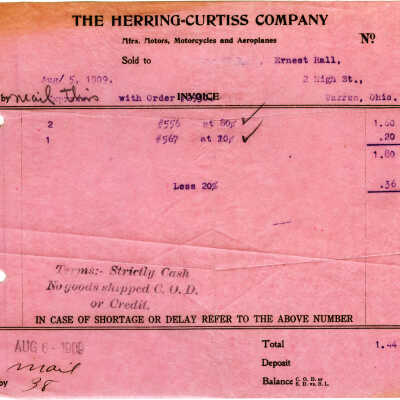 THE HERRING-CURTISS COMPANY
Mfrs. Motors, Motorcycles and Aeroplanes
Nº
Sold to Ernest Hall,
Aug/ 5, 1909. 2 High St.,
by Mail this with Order INVOICE Warren, Ohio.
2 #556 at 80¢ ✓ 1.60
1 #567 at 20¢ ✓ .20
1.80
Less 20% .36
Terms:- Strictly Cash
No goods shipped C. O. D.
or Credit.
IN CASE OF SHORTAGE OR DELAY REFER TO THE ABOVE NUMBER
AUG 6 - 1909 Total 1.44
mail Deposit
by Balance C. O. D. or